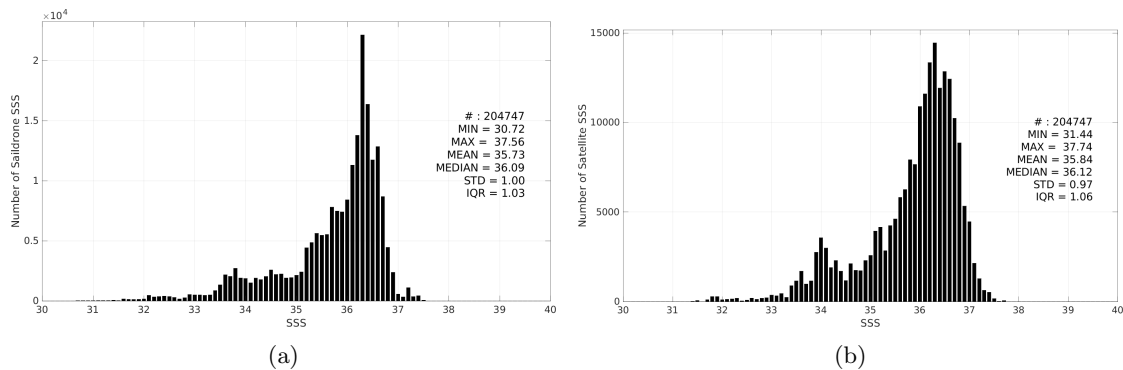 ×10⁴
2
1.5
1
0.5
0
Number of Saildrone SSS
# : 204747
MIN = 30.72
MAX = 37.56
MEAN = 35.73
MEDIAN = 36.09
STD = 1.00
IQR = 1.03
30 31 32 33 34 35 36 37 38 39 40
SSS
(a)
15000
10000
5000
0
Number of Satellite SSS
# : 204747
MIN = 31.44
MAX = 37.74
MEAN = 35.84
MEDIAN = 36.12
STD = 0.97
IQR = 1.06
30 31 32 33 34 35 36 37 38 39 40
SSS
(b)